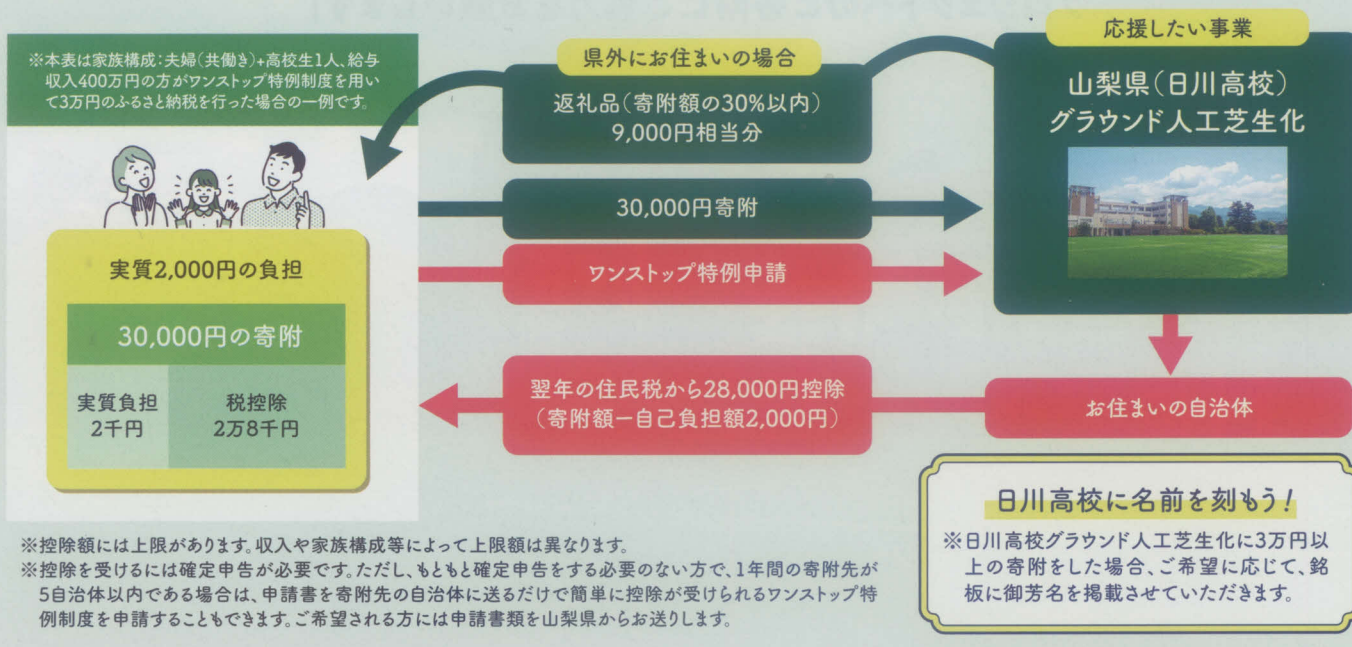 ※本表は家族構成:夫婦(共働き)+高校生1人、給与
収入400万円の方がワンストップ特例制度を用い
て3万円のふるさと納税を行った場合の一例です。
実質2,000円の負担
30,000円の寄附
実質負担
2千円
税控除
2万8千円
県外にお住まいの場合
返礼品(寄附額の30%以内)
9,000円相当分
30,000円寄附
ワンストップ特例申請
翌年の住民税から28,000円控除
(寄附額ー自己負担額2,000円)
応援したい事業
山梨県(日川高校)
グラウンド人工芝生化
お住まいの自治体
日川高校に名前を刻もう!
※日川高校グラウンド人工芝生化に3万円以
上の寄附をした場合、ご希望に応じて、銘
板に御芳名を掲載させていただきます。
※控除額には上限があります。収入や家族構成等によって上限額は異なります。
※控除を受けるには確定申告が必要です。ただし、もともと確定申告をする必要のない方で、1年間の寄附先が
5自治体以内である場合は、申請書を寄附先の自治体に送るだけで簡単に控除が受けられるワンストップ特
例制度を申請することもできます。ご希望される方には申請書類を山梨県からお送りします。